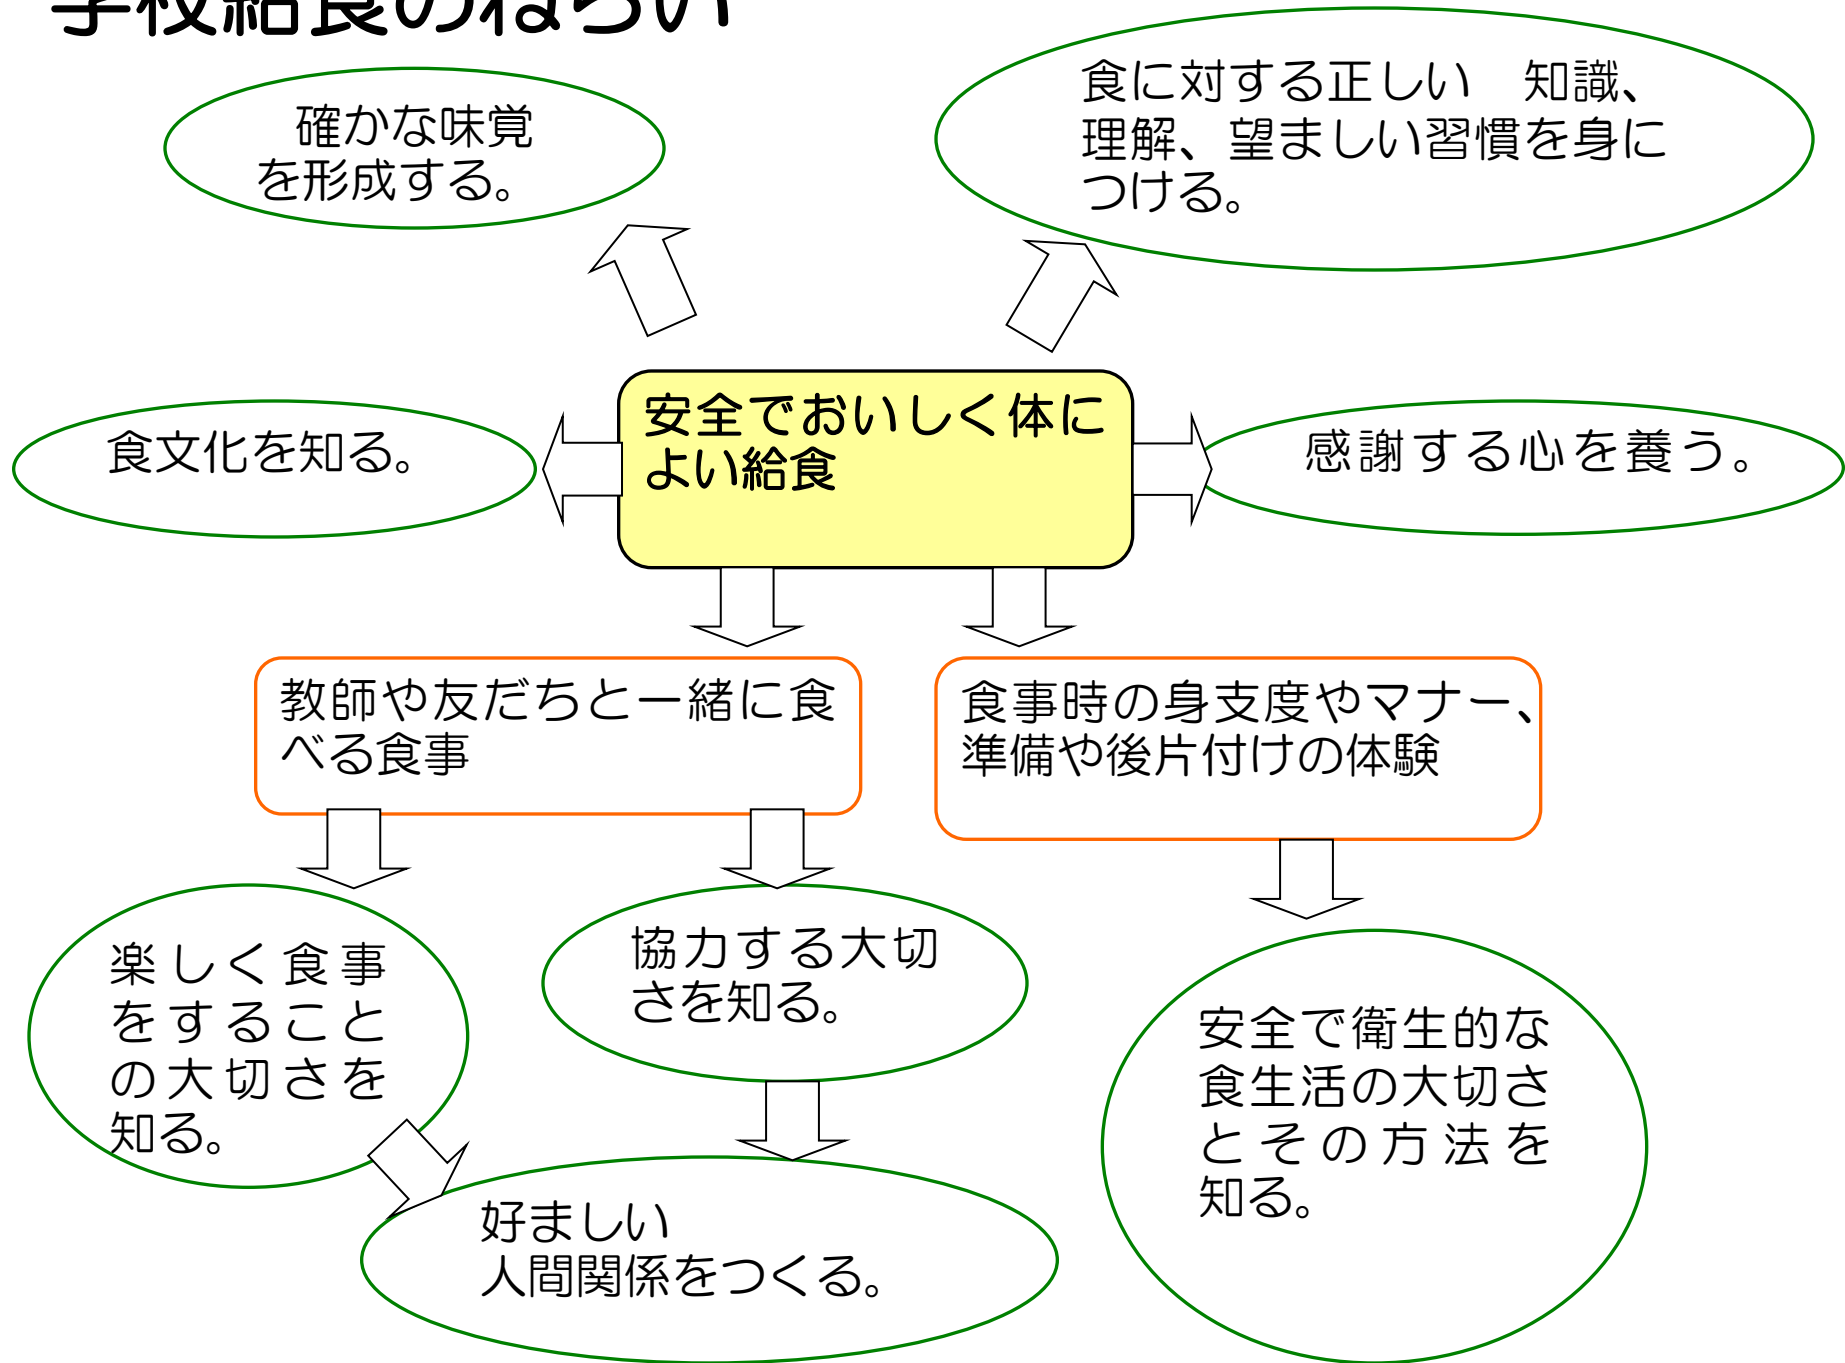 学校給食のねらい
確かな味覚
を形成する。
食に対する正しい　知識、
理解、望ましい習慣を身に
つける。
安全でおいしく体に
よい給食
食文化を知る。
感謝する心を養う。
教師や友だちと一緒に食
べる食事
食事時の身支度やマナー、
準備や後片付けの体験
楽しく食事
をすること
の大切さを
知る。
協力する大切
さを知る。
安全で衛生的な
食生活の大切さ
とその方法を
知る。
好ましい
人間関係をつくる。